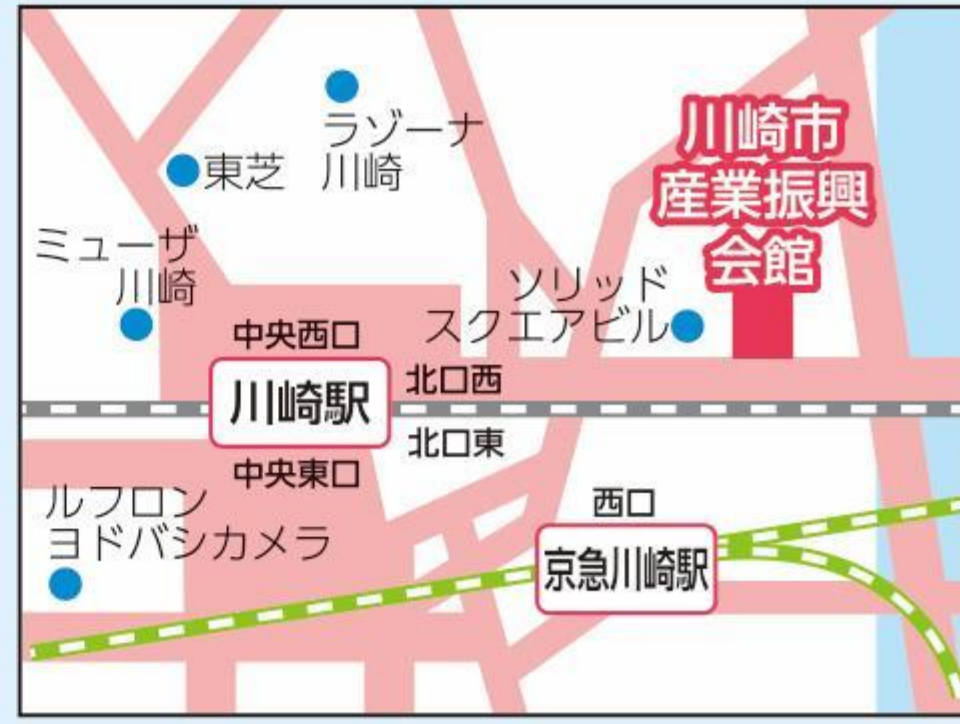 ラゾーナ
川崎
東芝
川崎市
産業振興
会館
ミューザ
川崎
ソリッド
スクエアビル
中央西口
川崎駅
北口西
北口東
中央東口
ルフロン
ヨドバシカメラ
西口
京急川崎駅